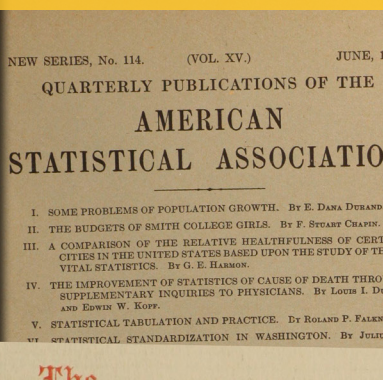 NEW SERIES, No. 114. (VOL. XV.) JUNE, 1
QUARTERLY PUBLICATIONS OF THE
AMERICAN
STATISTICAL ASSOCIATIO
I. SOME PROBLEMS OF POPULATION GROWTH. By E. Dana Durand
II. THE BUDGETS OF SMITH COLLEGE GIRLS. By F. Stuart Chapin.
III. A COMPARISON OF THE RELATIVE HEALTHFULNESS OF CERT
CITIES IN THE UNITED STATES BASED UPON THE STUDY OF TH
VITAL STATISTICS. By G. E. Harmon.
IV. THE IMPROVEMENT OF STATISTICS OF CAUSE OF DEATH THRO
SUPPLEMENTARY INQUIRIES TO PHYSICIANS. By Louis I. Du
and Edwin W. Kopf.
V. STATISTICAL TABULATION AND PRACTICE. By Roland P. Falkn
VI. STATISTICAL STANDARDIZATION IN WASHINGTON. By Juliu
The